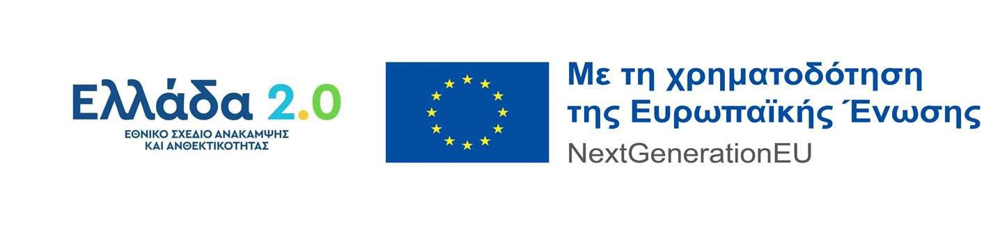 Ελλάδα 2.0
ΕΘΝΙΚΟ ΣΧΕΔΙΟ ΑΝΑΚΑΜΨΗΣ
ΚΑΙ ΑΝΘΕΚΤΙΚΟΤΗΤΑΣ
Με τη χρηματοδότηση
της Ευρωπαϊκής Ένωσης
NextGenerationEU